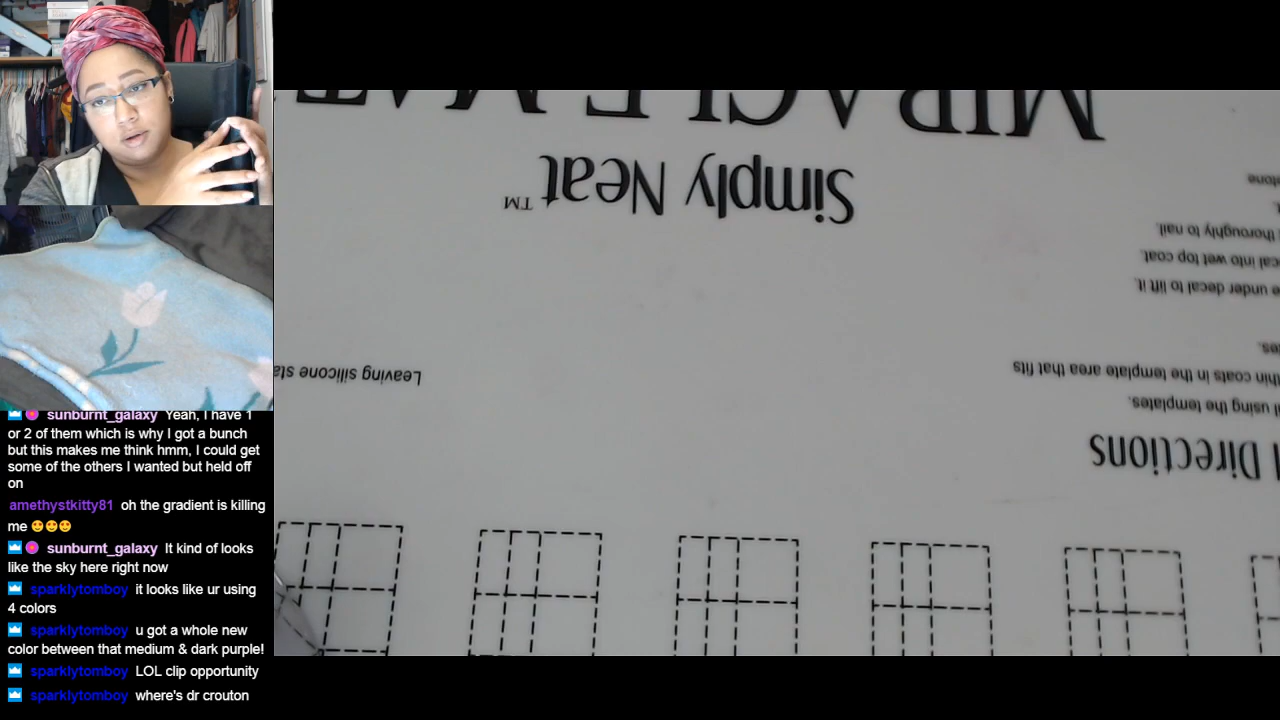 sunburnt_galaxy Yeah, I have 1
or 2 of them which is why I got a bunch
but this makes me think hmm, I could get
some of the others I wanted but held off
on
amethystkitty81 oh the gradient is killing
me 😍😍😍
sunburnt_galaxy It kind of looks
like the sky here right now
sparklytomboy it looks like ur using
4 colors
sparklytomboy u got a whole new
color between that medium & dark purple!
sparklytomboy LOL clip opportunity
sparklytomboy where's dr crouton
Directions
l using the templates.
thin coats in the template area that fits
e under decal to lift it
cal into wet top coat.
thoroughly to nail
Leaving silicone
Simply Neat™
MIRACLE MAT